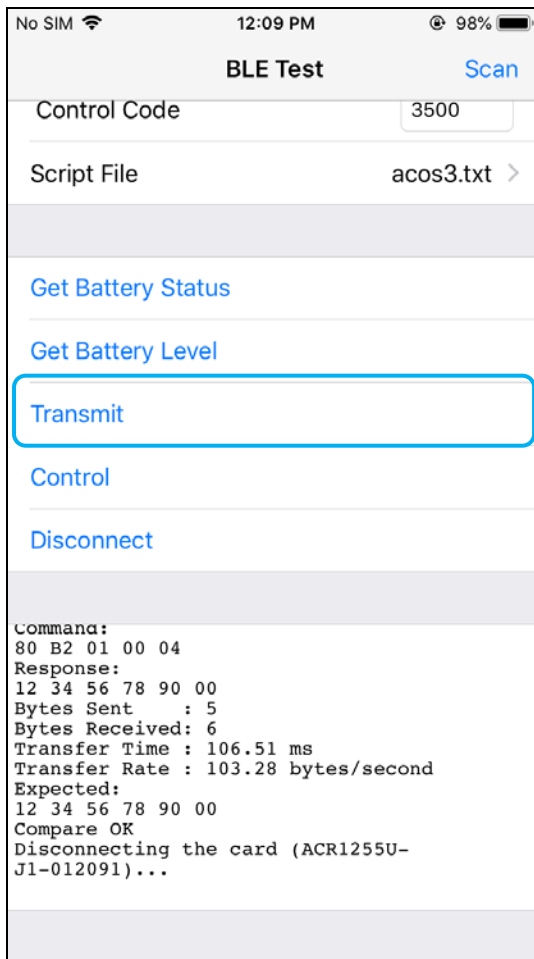 No SIM 12:09 PM 98%
BLE Test Scan
Control Code 3500
Script File acos3.txt >
Get Battery Status
Get Battery Level
Transmit
Control
Disconnect
Command:
80 B2 01 00 04
Response:
12 34 56 78 90 00
Bytes Sent    : 5
Bytes Received: 6
Transfer Time : 106.51 ms
Transfer Rate : 103.28 bytes/second
Expected:
12 34 56 78 90 00
Compare OK
Disconnecting the card (ACR1255U-
J1-012091)...